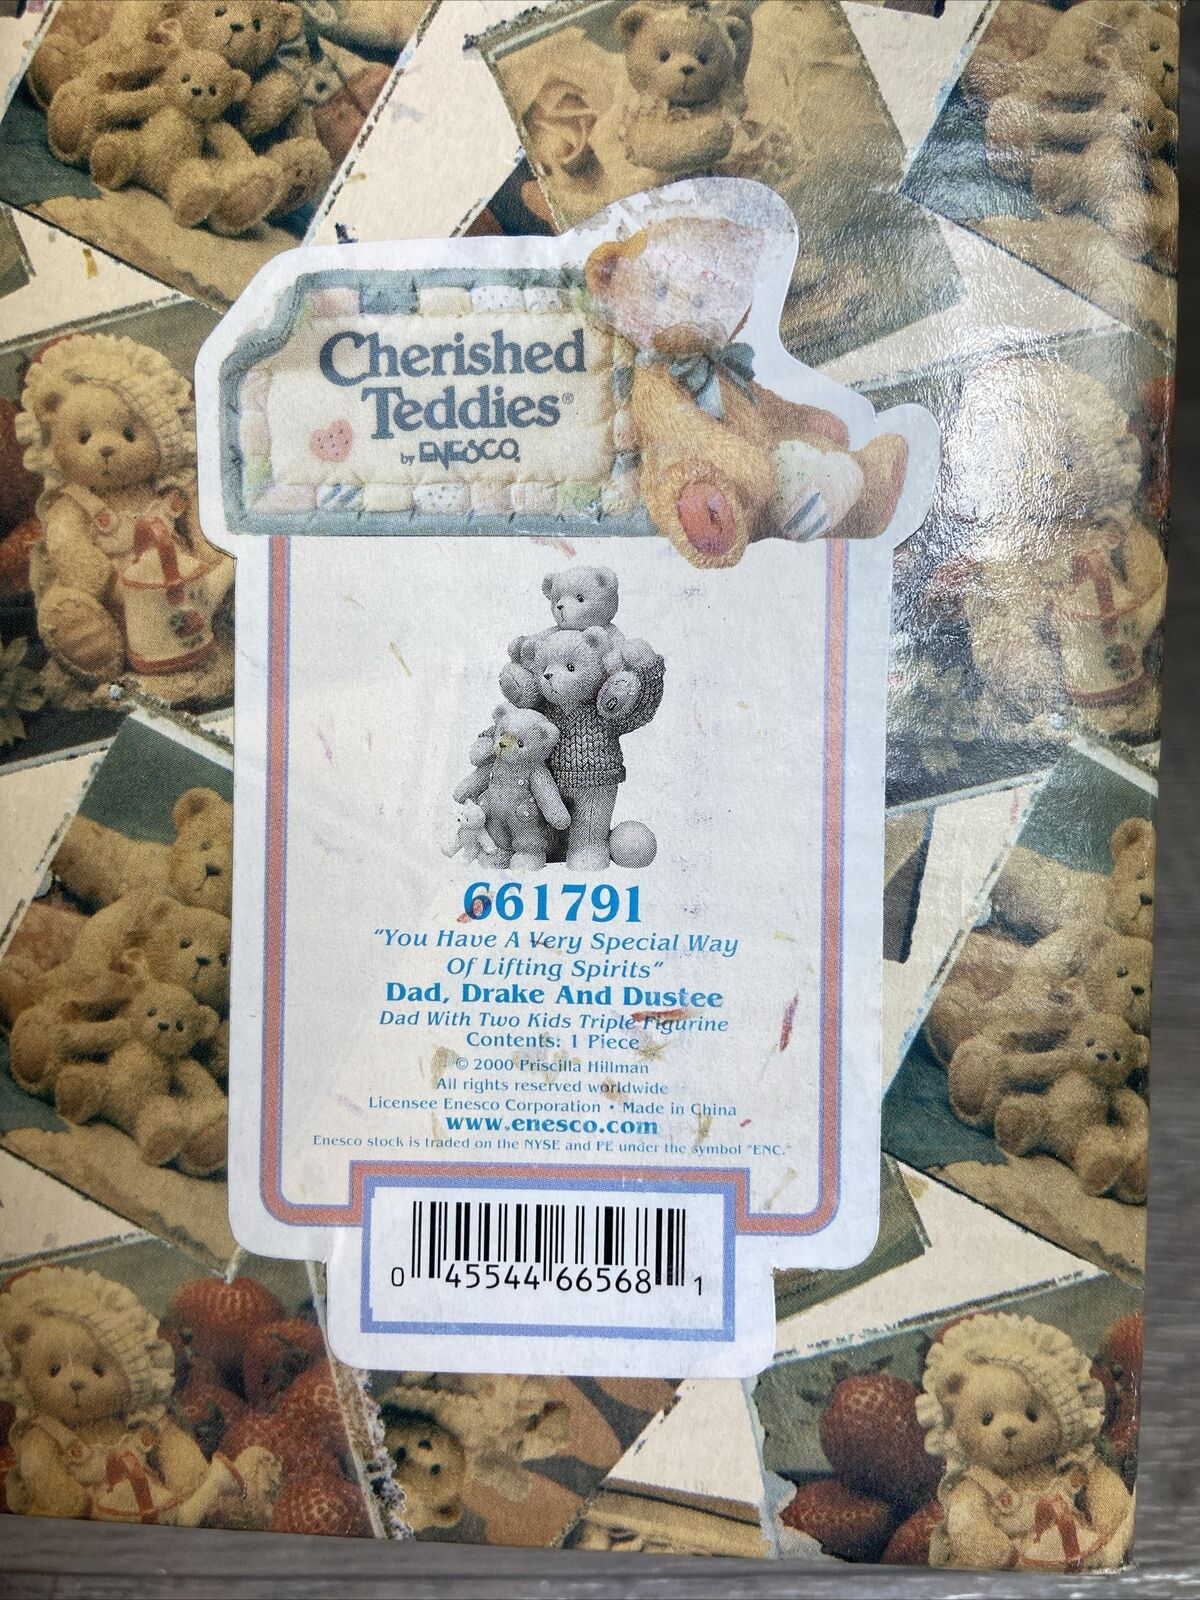 Cherished
Teddies®
by ENESCO®
661791
"You Have A Very Special Way
Of Lifting Spirits"
Dad, Drake And Dustee
Dad With Two Kids Triple Figurine
Contents: 1 Piece
© 2000 Priscilla Hillman
All rights reserved worldwide
Licensee Enesco Corporation • Made in China
www.enesco.com
Enesco stock is traded on the NYSE and PE under the symbol "ENC."
0 45544 66568 1